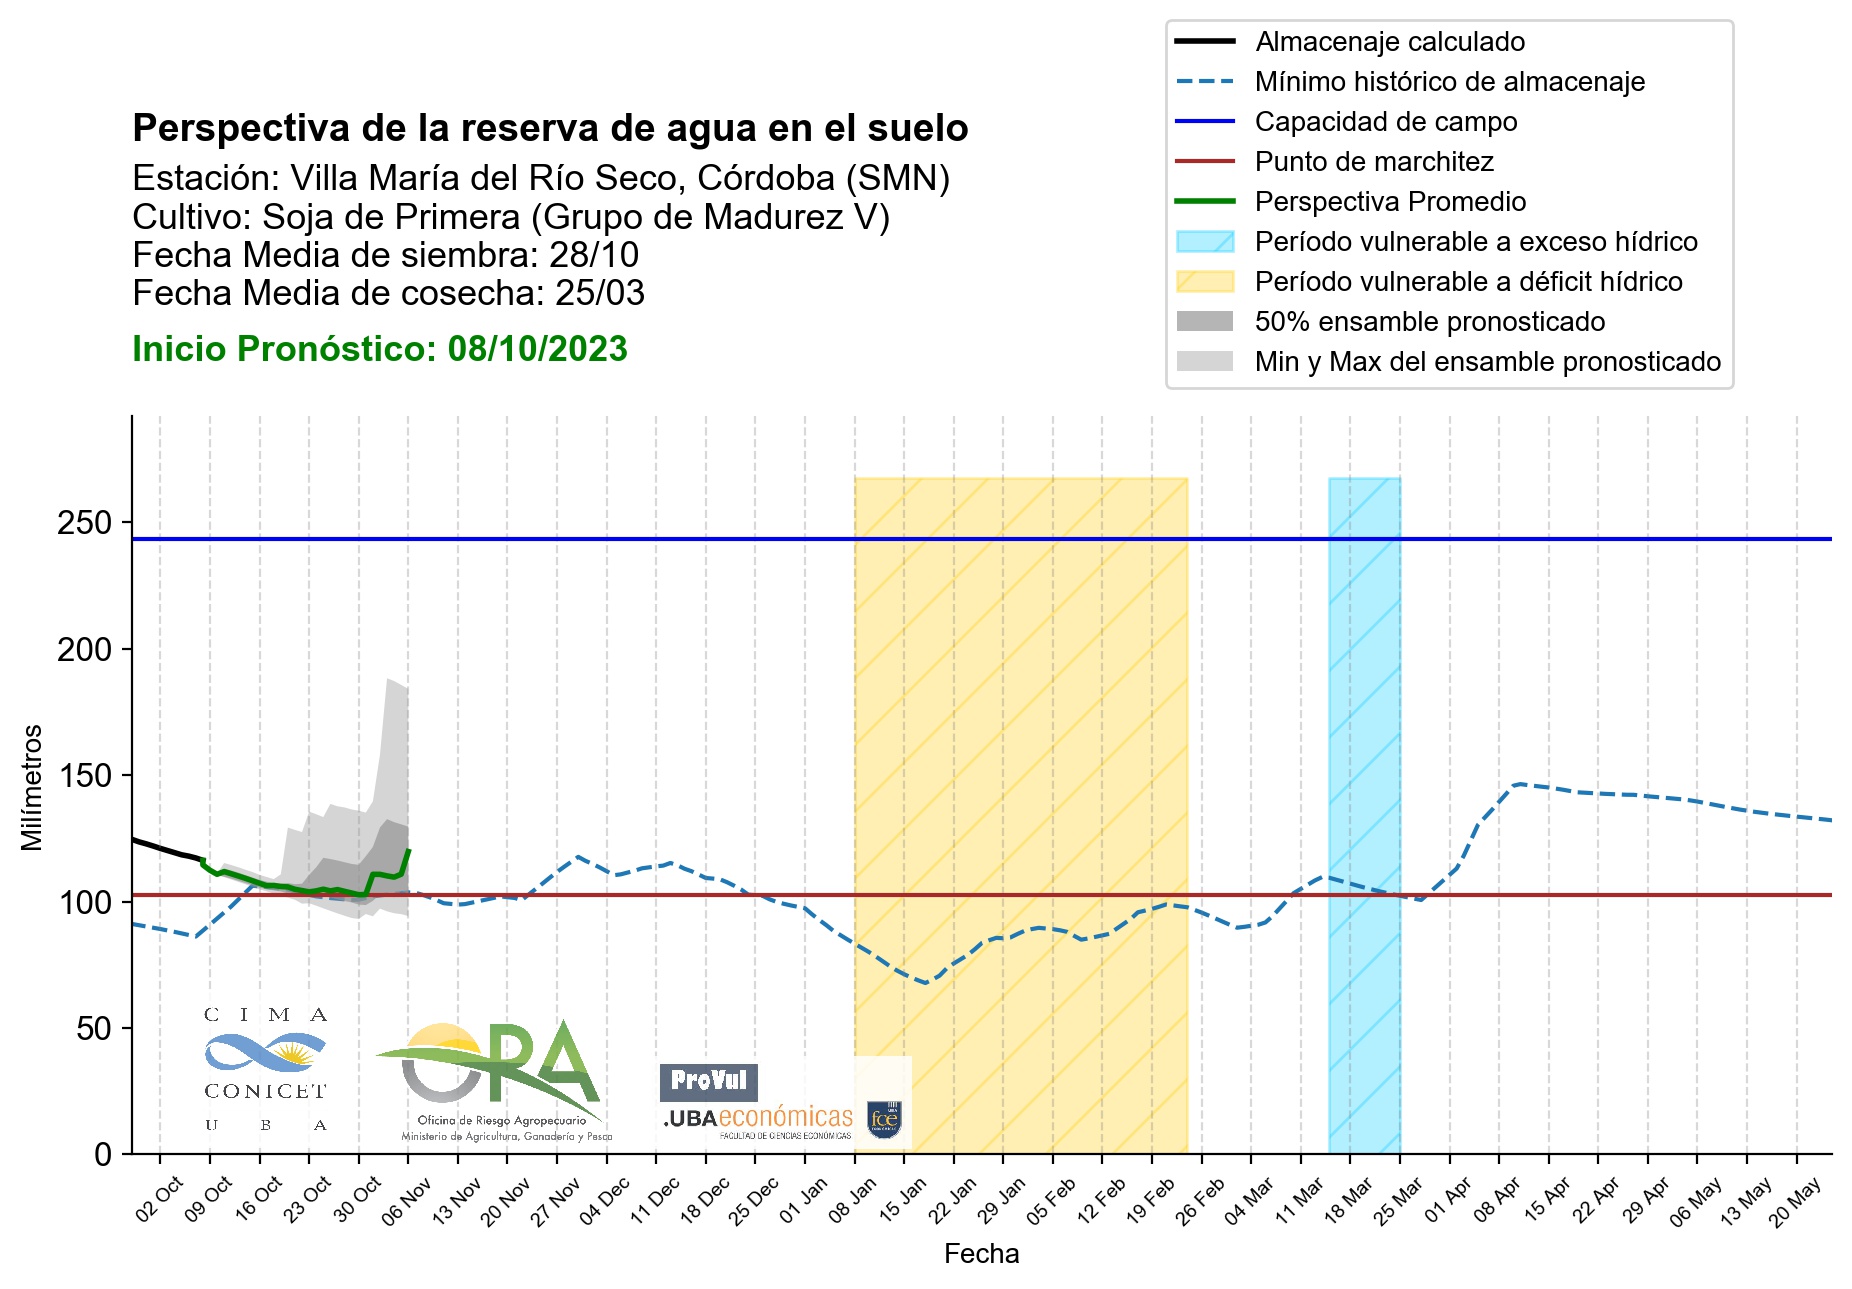 Almacenaje calculado
Mínimo histórico de almacenaje
Capacidad de campo
Punto de marchitez
Perspectiva Promedio
Período vulnerable a exceso hídrico
Período vulnerable a déficit hídrico
50% ensamble pronosticado
Min y Max del ensamble pronosticado
Perspectiva de la reserva de agua en el suelo
Estación: Villa María del Río Seco, Córdoba (SMN)
Cultivo: Soja de Primera (Grupo de Madurez V)
Fecha Media de siembra: 28/10
Fecha Media de cosecha: 25/03
Inicio Pronóstico: 08/10/2023
Milímetros
250
200
150
100
50
0
CIMA
CONICET
UBA
ORA
Oficina de Riesgo Agropecuario
Ministerio de Agricultura, Ganadería y Pesca
ProVul
.UBAeconómicas
FACULTAD DE CIENCIAS ECONÓMICAS
fce
02 Oct
09 Oct
16 Oct
23 Oct
30 Oct
06 Nov
13 Nov
20 Nov
27 Nov
04 Dec
11 Dec
18 Dec
25 Dec
01 Jan
08 Jan
15 Jan
22 Jan
29 Jan
05 Feb
12 Feb
19 Feb
26 Feb
04 Mar
11 Mar
18 Mar
25 Mar
01 Apr
08 Apr
15 Apr
22 Apr
29 Apr
06 May
13 May
20 May
Fecha